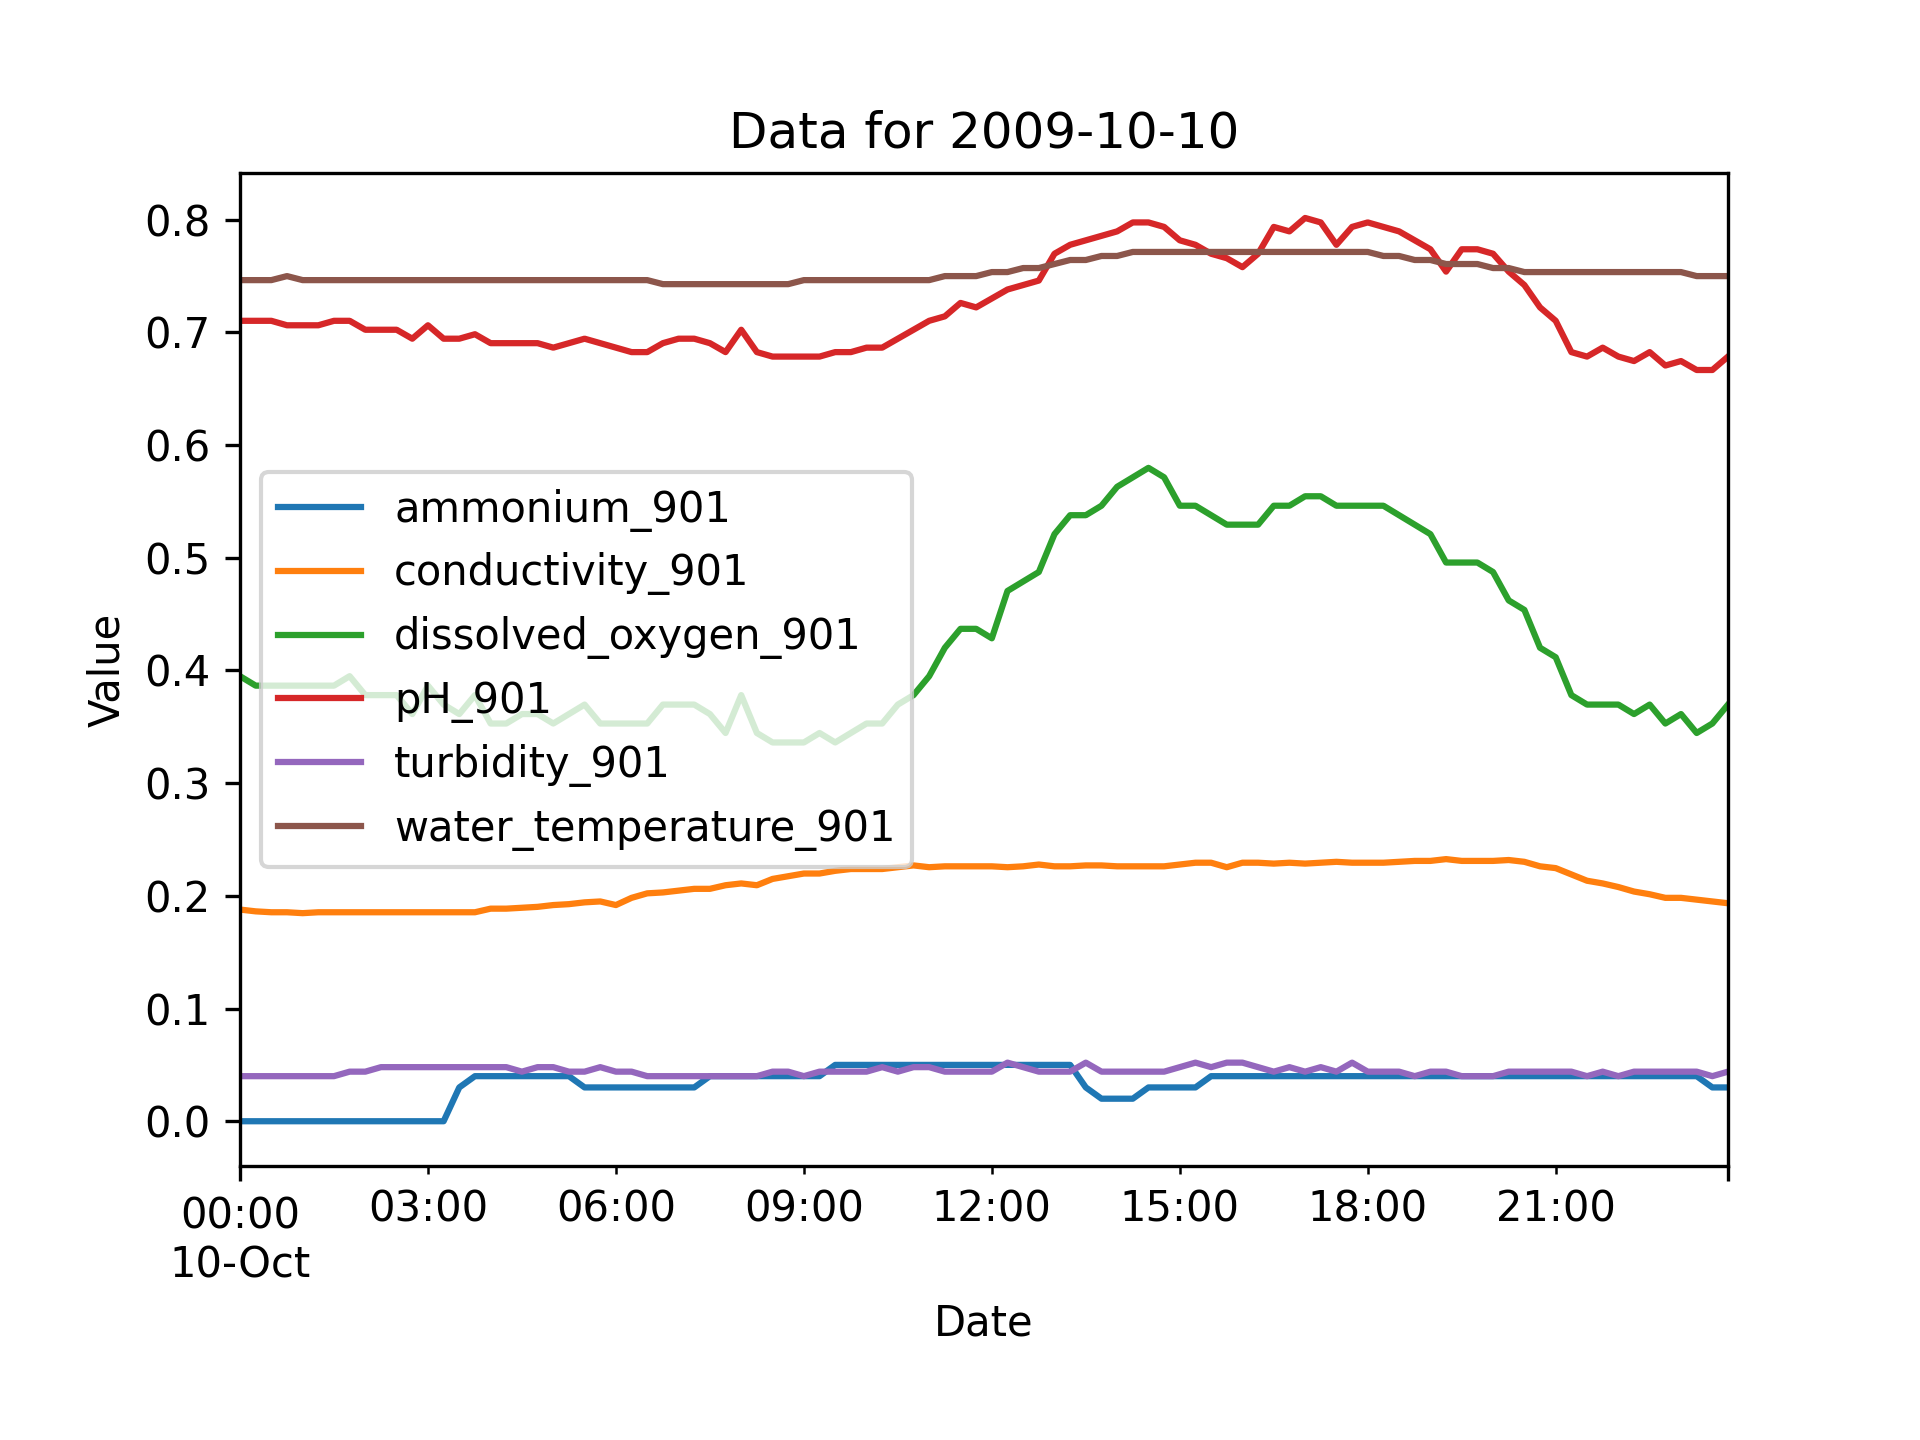 Data for 2009-10-10
0.8
0.7
0.6
0.5
0.4
0.3
0.2
0.1
0.0
Value
ammonium_901
conductivity_901
dissolved_oxygen_901
pH_901
turbidity_901
water_temperature_901
00:00 03:00 06:00 09:00 12:00 15:00 18:00 21:00
10-Oct
Date